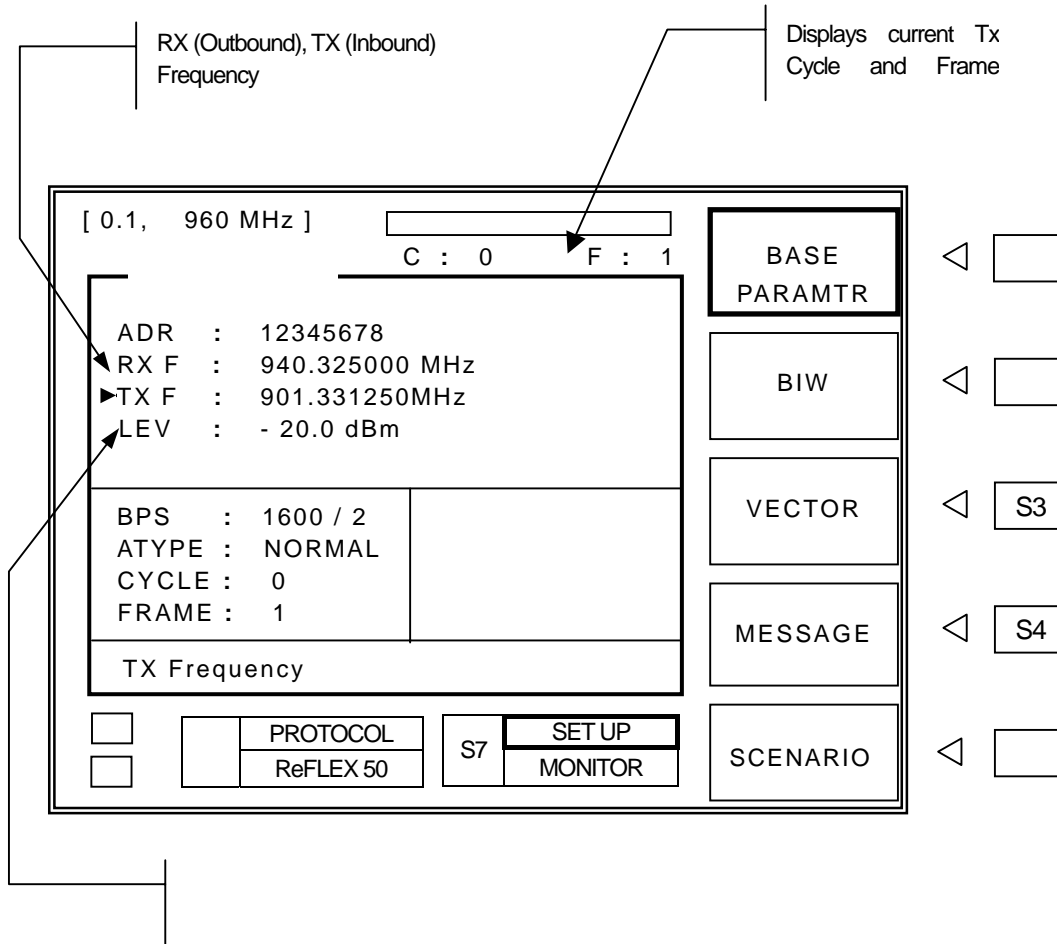 RX (Outbound), TX (Inbound)
Frequency
Displays current Tx
Cycle and Frame
[ 0.1, 960 MHz ]
C : 0 F : 1
ADR : 12345678
RX F : 940.325000 MHz
TX F : 901.331250MHz
LEV : - 20.0 dBm
BPS : 1600 / 2
ATYPE : NORMAL
CYCLE : 0
FRAME : 1
TX Frequency
PROTOCOL
ReFLEX 50
S7
SET UP
MONITOR
BASE
PARAMTR
BIW
VECTOR
S3
MESSAGE
S4
SCENARIO